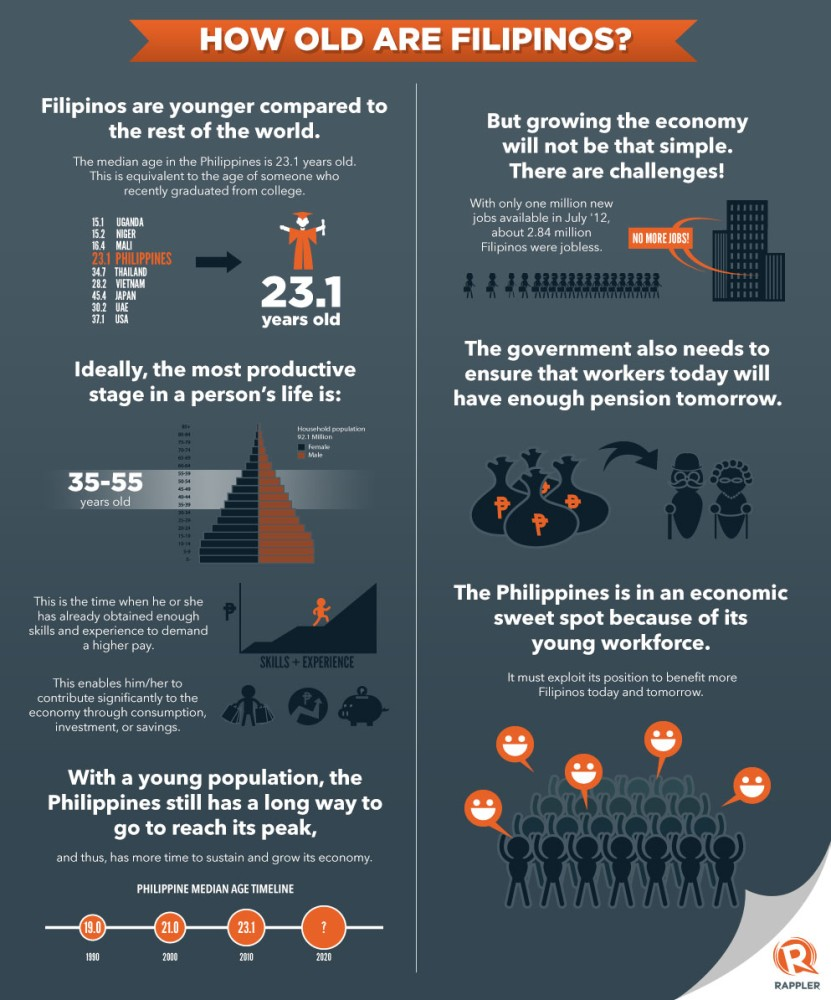 HOW OLD ARE FILIPINOS?
Filipinos are younger compared to
the rest of the world.
The median age in the Philippines is 23.1 years old.
This is equivalent to the age of someone who
recently graduated from college.
15.1 UGANDA
15.2 NIGER
16.4 MALI
23.1 PHILIPPINES
34.7 THAILAND
28.2 VIETNAM
45.4 JAPAN
30.2 UAE
37.1 USA
23.1
years old
Ideally, the most productive
stage in a person's life is:
Household population
92.1 Million
Female
Male
35-55
years old
This is the time when he or she
has already obtained enough
skills and experience to demand
a higher pay.
₱
SKILLS + EXPERIENCE
This enables him/her to
contribute significantly to the
economy through consumption,
investment, or savings.
With a young population, the
Philippines still has a long way to
go to reach its peak,
and thus, has more time to sustain and grow its economy.
PHILIPPINE MEDIAN AGE TIMELINE
19.0 21.0 23.1 ?
1990 2000 2010 2020
But growing the economy
will not be that simple.
There are challenges!
With only one million new
jobs available in July '12,
about 2.84 million
Filipinos were jobless.
NO MORE JOBS!
The government also needs to
ensure that workers today will
have enough pension tomorrow.
₱ ₱ ₱ ₱
The Philippines is in an economic
sweet spot because of its
young workforce.
It must exploit its position to benefit more
Filipinos today and tomorrow.
R
RAPPLER